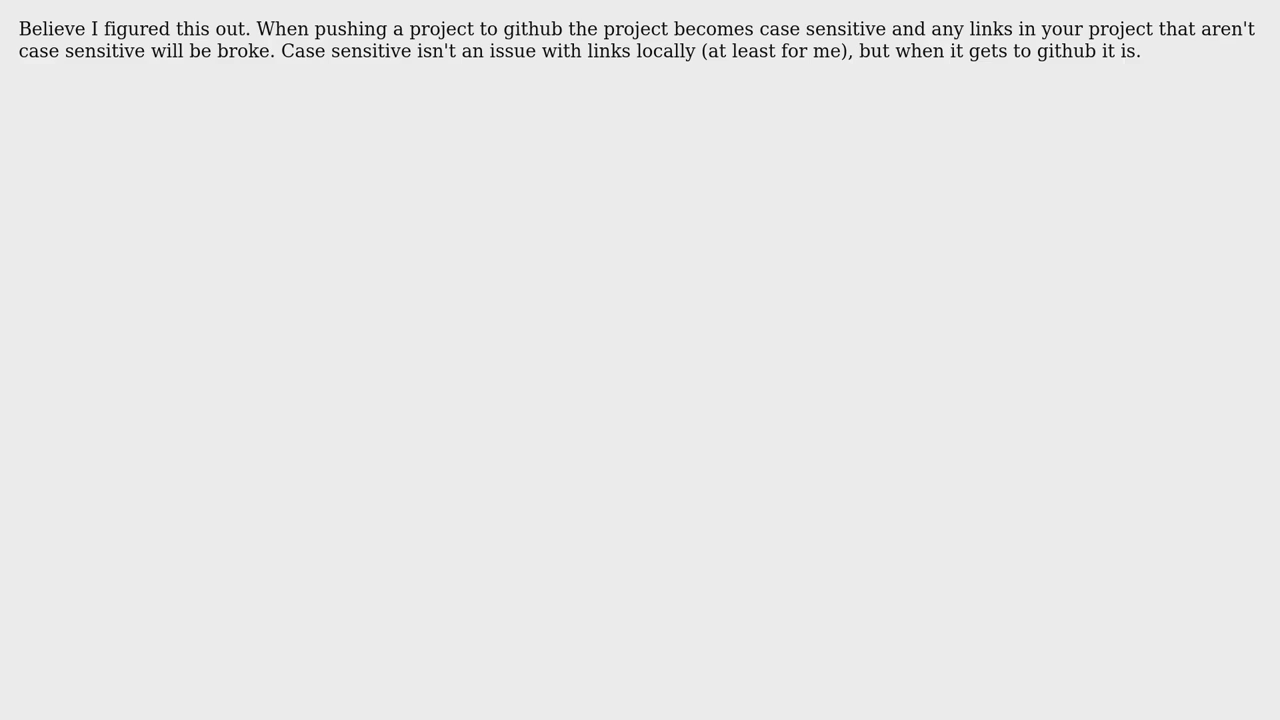 Believe I figured this out. When pushing a project to github the project becomes case sensitive and any links in your project that aren't
case sensitive will be broke. Case sensitive isn't an issue with links locally (at least for me), but when it gets to github it is.